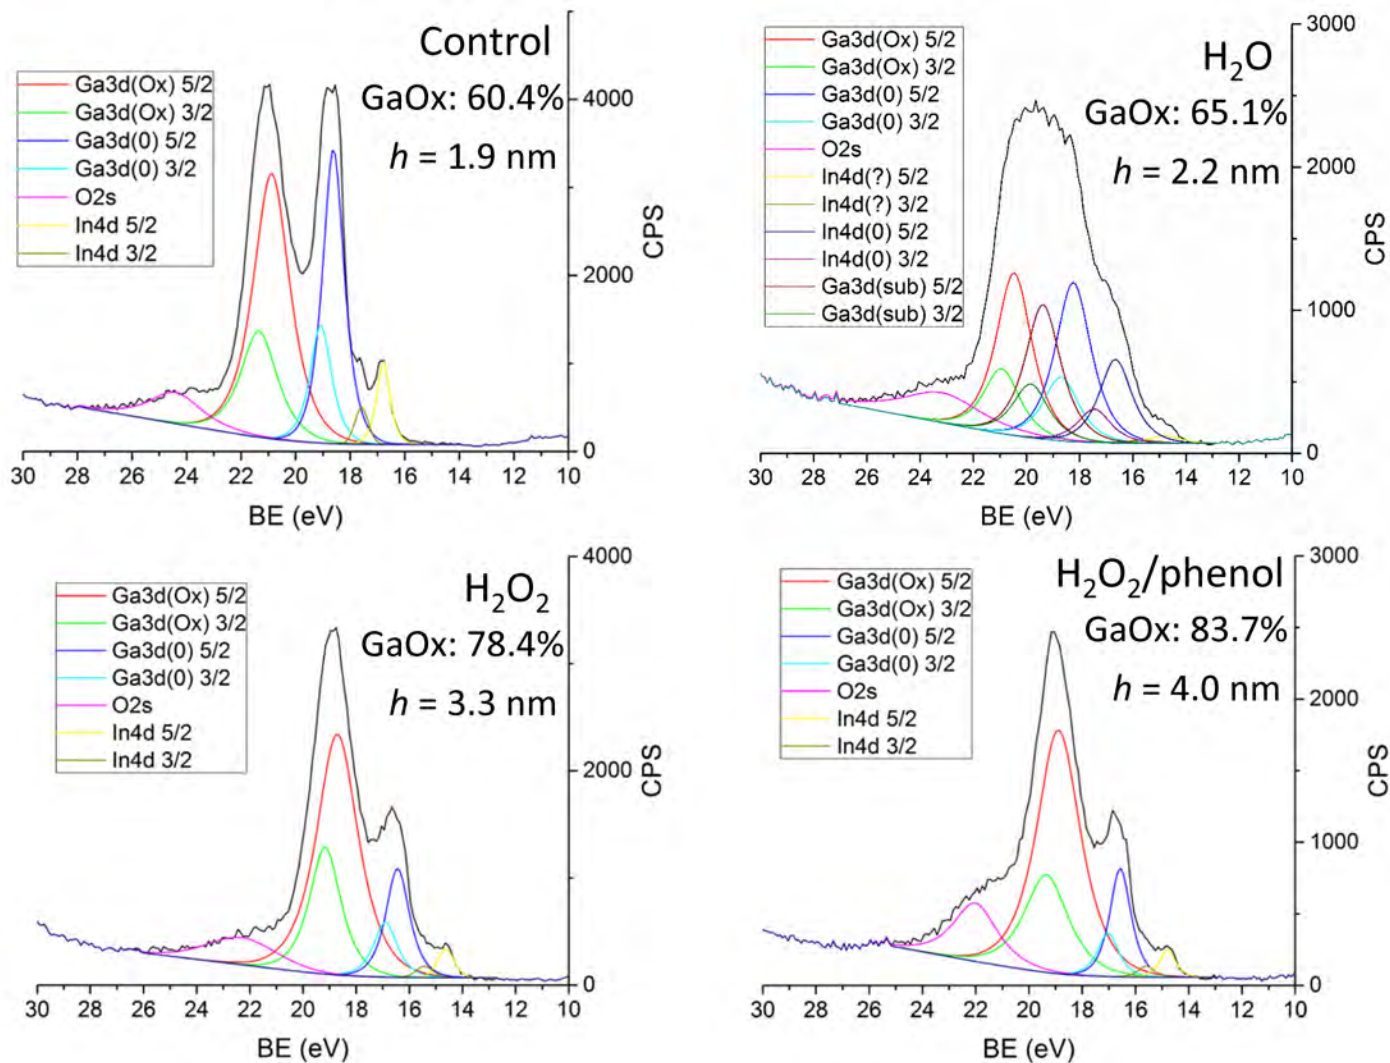 Control
GaOx: 60.4%
h = 1.9 nm
Ga3d(Ox) 5/2
Ga3d(Ox) 3/2
Ga3d(0) 5/2
Ga3d(0) 3/2
O2s
In4d 5/2
In4d 3/2
4000
2000
0
CPS
30 28 26 24 22 20 18 16 14 12 10
BE (eV)
H₂O
GaOx: 65.1%
h = 2.2 nm
Ga3d(Ox) 5/2
Ga3d(Ox) 3/2
Ga3d(0) 5/2
Ga3d(0) 3/2
O2s
In4d(?) 5/2
In4d(?) 3/2
In4d(0) 5/2
In4d(0) 3/2
Ga3d(sub) 5/2
Ga3d(sub) 3/2
3000
2000
1000
0
CPS
30 28 26 24 22 20 18 16 14 12 10
BE (eV)
H₂O₂
GaOx: 78.4%
h = 3.3 nm
Ga3d(Ox) 5/2
Ga3d(Ox) 3/2
Ga3d(0) 5/2
Ga3d(0) 3/2
O2s
In4d 5/2
In4d 3/2
4000
2000
0
CPS
30 28 26 24 22 20 18 16 14 12 10
BE (eV)
H₂O₂/phenol
GaOx: 83.7%
h = 4.0 nm
Ga3d(Ox) 5/2
Ga3d(Ox) 3/2
Ga3d(0) 5/2
Ga3d(0) 3/2
O2s
In4d 5/2
In4d 3/2
3000
2000
1000
0
CPS
30 28 26 24 22 20 18 16 14 12 10
BE (eV)